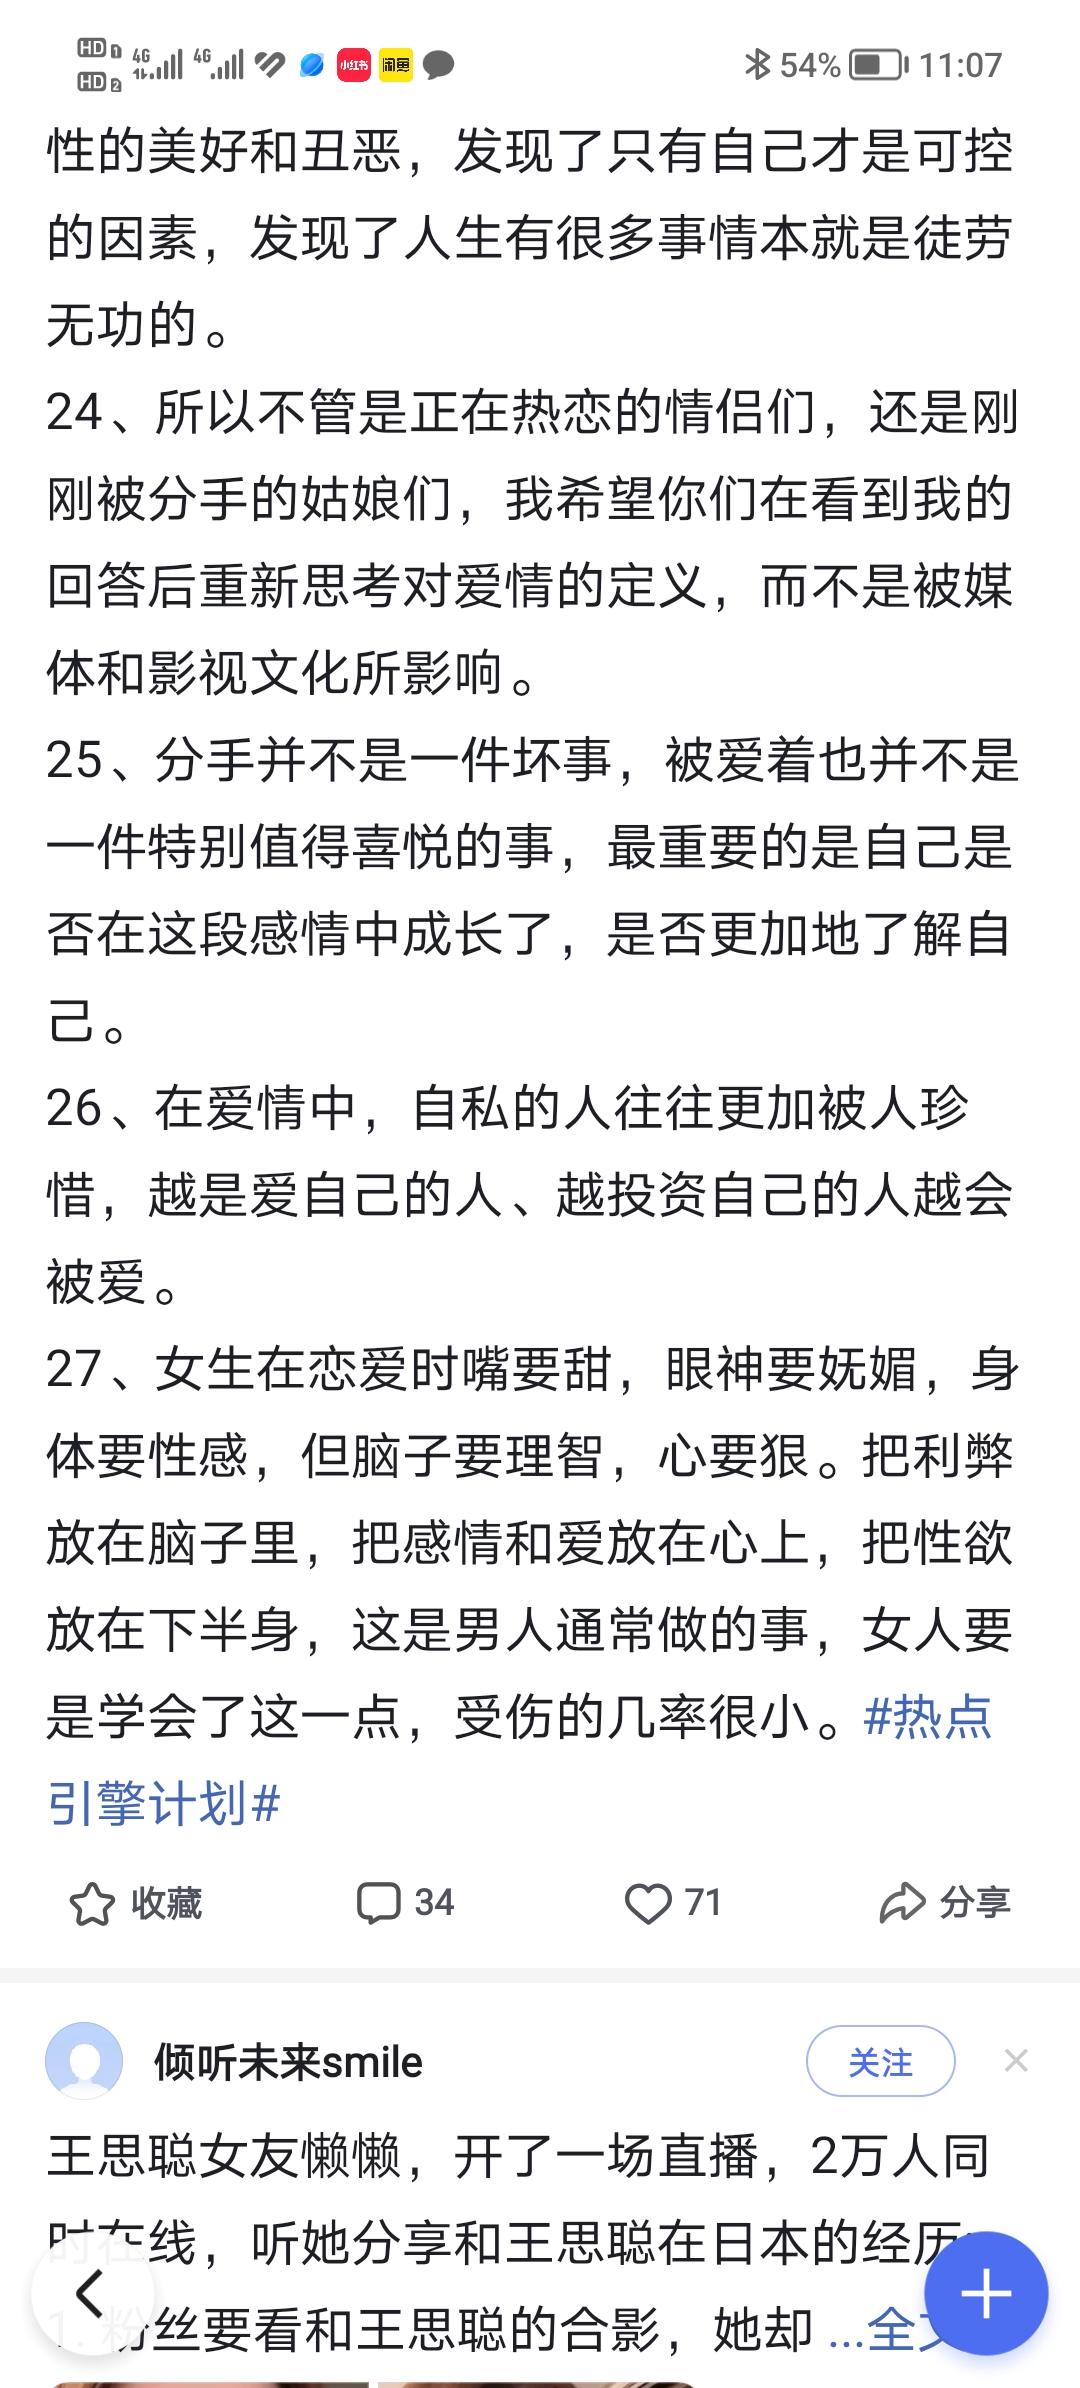 HD 1 4G 4G 小红书 闲鱼 54% 11:07
HD 2
性的美好和丑恶，发现了只有自己才是可控
的因素，发现了人生有很多事情本就是徒劳
无功的。
24、所以不管是正在热恋的情侣们，还是刚
刚被分手的姑娘们，我希望你们在看到我的
回答后重新思考对爱情的定义，而不是被媒
体和影视文化所影响。
25、分手并不是一件坏事，被爱着也并不是
一件特别值得喜悦的事，最重要的是自己是
否在这段感情中成长了，是否更加地了解自
己。
26、在爱情中，自私的人往往更加被人珍
惜，越是爱自己的人、越投资自己的人越会
被爱。
27、女生在恋爱时嘴要甜，眼神要妩媚，身
体要性感，但脑子要理智，心要狠。把利弊
放在脑子里，把感情和爱放在心上，把性欲
放在下半身，这是男人通常做的事，女人要
是学会了这一点，受伤的几率很小。#热点
引擎计划#
收藏 34 71 分享
倾听未来smile 关注
王思聪女友懒懒，开了一场直播，2万人同
时在线，听她分享和王思聪在日本的经历
1. 粉丝要看和王思聪的合影，她却 ...全文